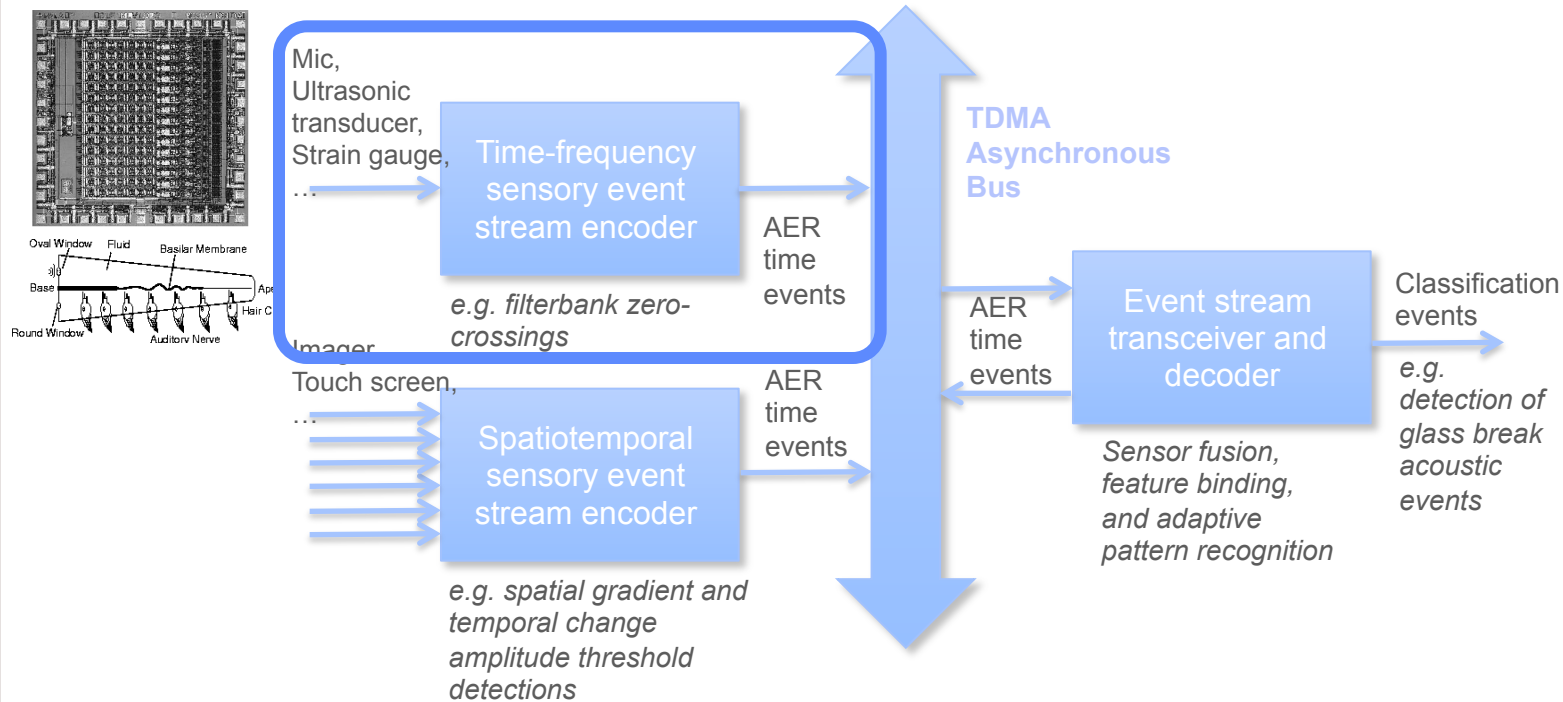 Mic,
Ultrasonic
transducer,
Strain gauge,
…
Time-frequency
sensory event
stream encoder
AER
time
events
e.g. filterbank zero-
crossings
TDMA
Asynchronous
Bus
Oval Window
Fluid
Basilar Membrane
Base
Ape
Hair C
Round Window
Auditory Nerve
Imager
Touch screen,
…
Spatiotemporal
sensory event
stream encoder
AER
time
events
e.g. spatial gradient and
temporal change
amplitude threshold
detections
AER
time
events
Event stream
transceiver and
decoder
Sensor fusion,
feature binding,
and adaptive
pattern recognition
Classification
events
e.g.
detection of
glass break
acoustic
events